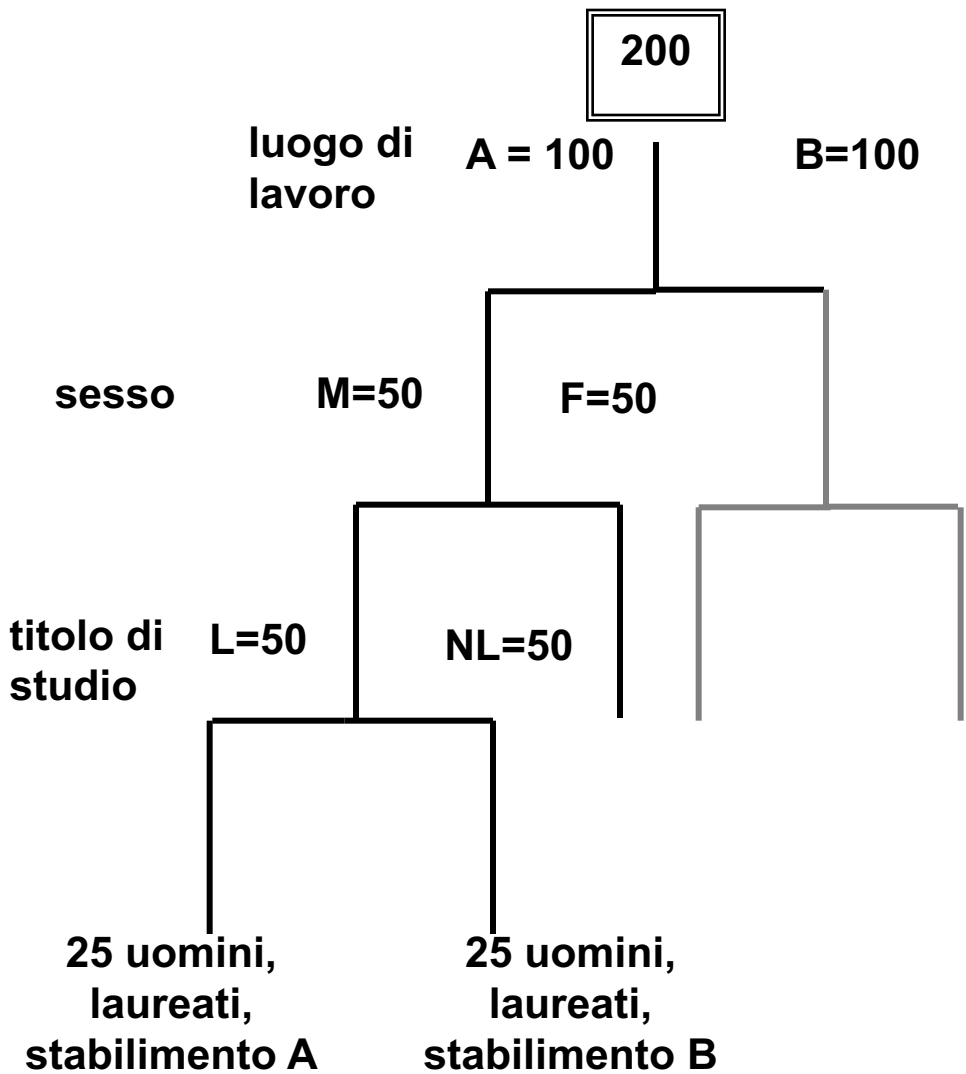 200
luogo di
lavoro
A = 100
B=100
sesso
M=50
F=50
titolo di
studio
L=50
NL=50
25 uomini,
laureati,
stabilimento A
25 uomini,
laureati,
stabilimento B